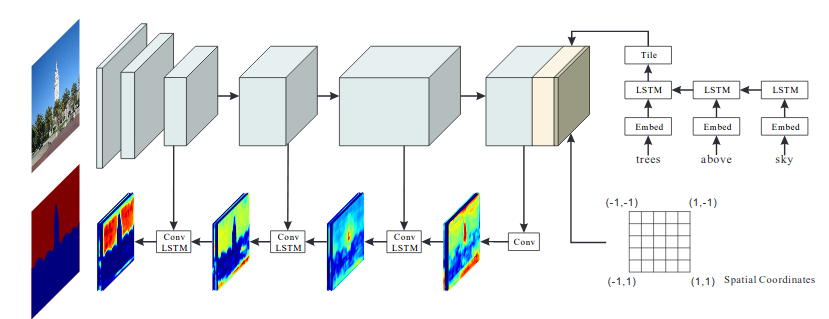 Tile
LSTM LSTM LSTM
Embed Embed Embed
trees above sky
(-1,-1) (1,-1)
Conv
LSTM
Conv
LSTM
Conv
LSTM
Conv
(-1,1) (1,1) Spatial Coordinates